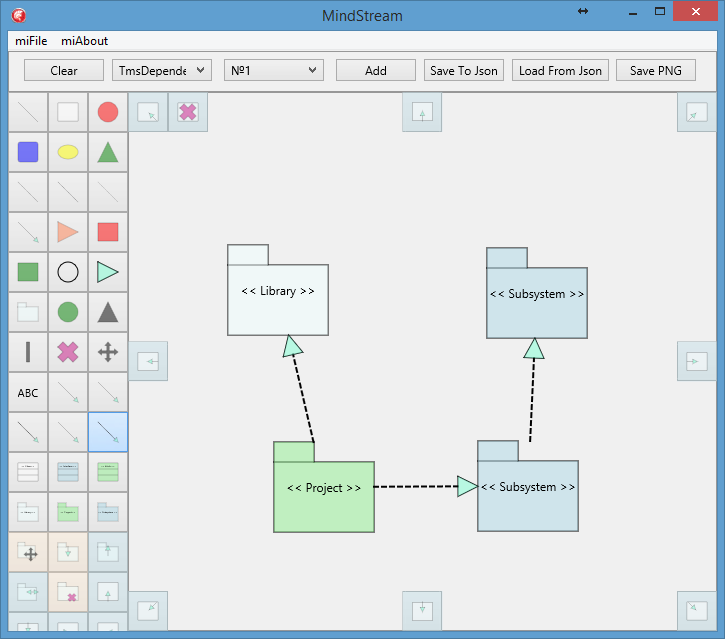 MindStream
miFile miAbout
Clear TmsDepende №1 Add Save To Json Load From Json Save PNG
<< Library >>
<< Subsystem >>
ABC
<< Project >>
<< Subsystem >>